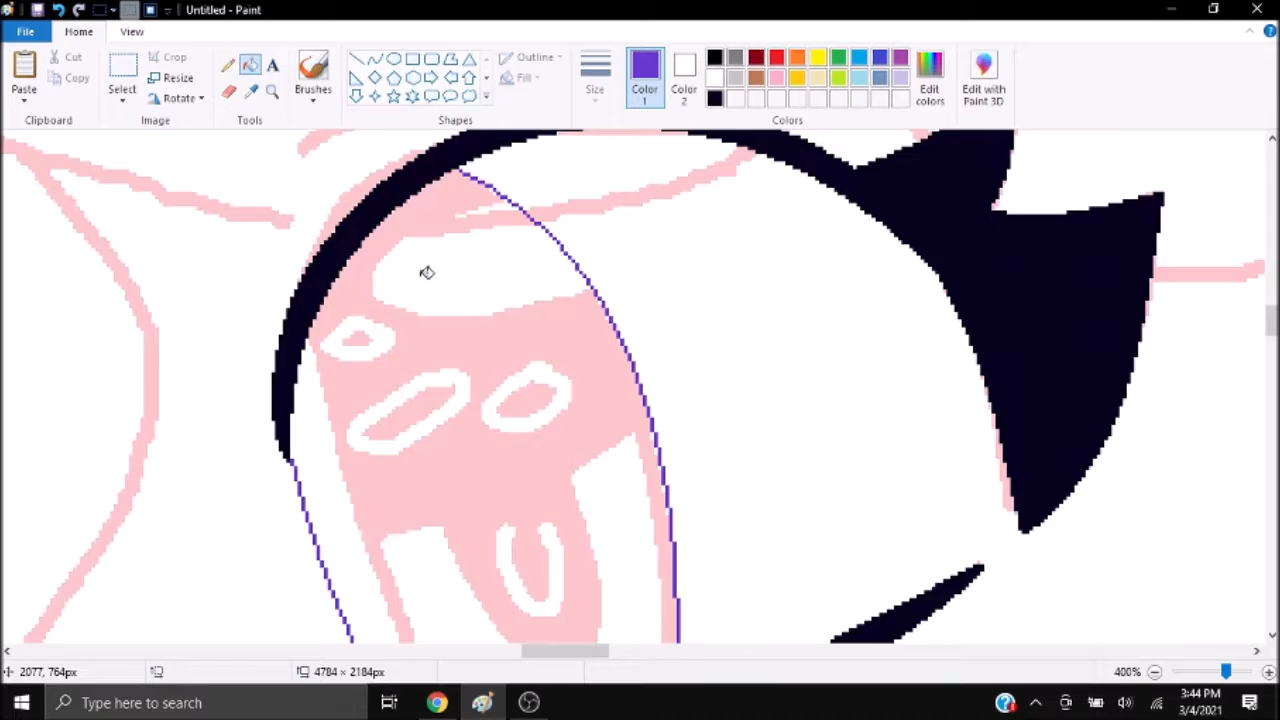 Untitled - Paint
File Home View
Paste
Cut
Copy
Clipboard
Select
Crop
Resize
Rotate
Image
A
Tools
Brushes
Outline
Fill
Shapes
Size
Color
1
Color
2
Edit
colors
Edit with
Paint 3D
Colors
2077, 764px
4784 × 2184px
400%
Type here to search
3:44 PM
3/4/2021